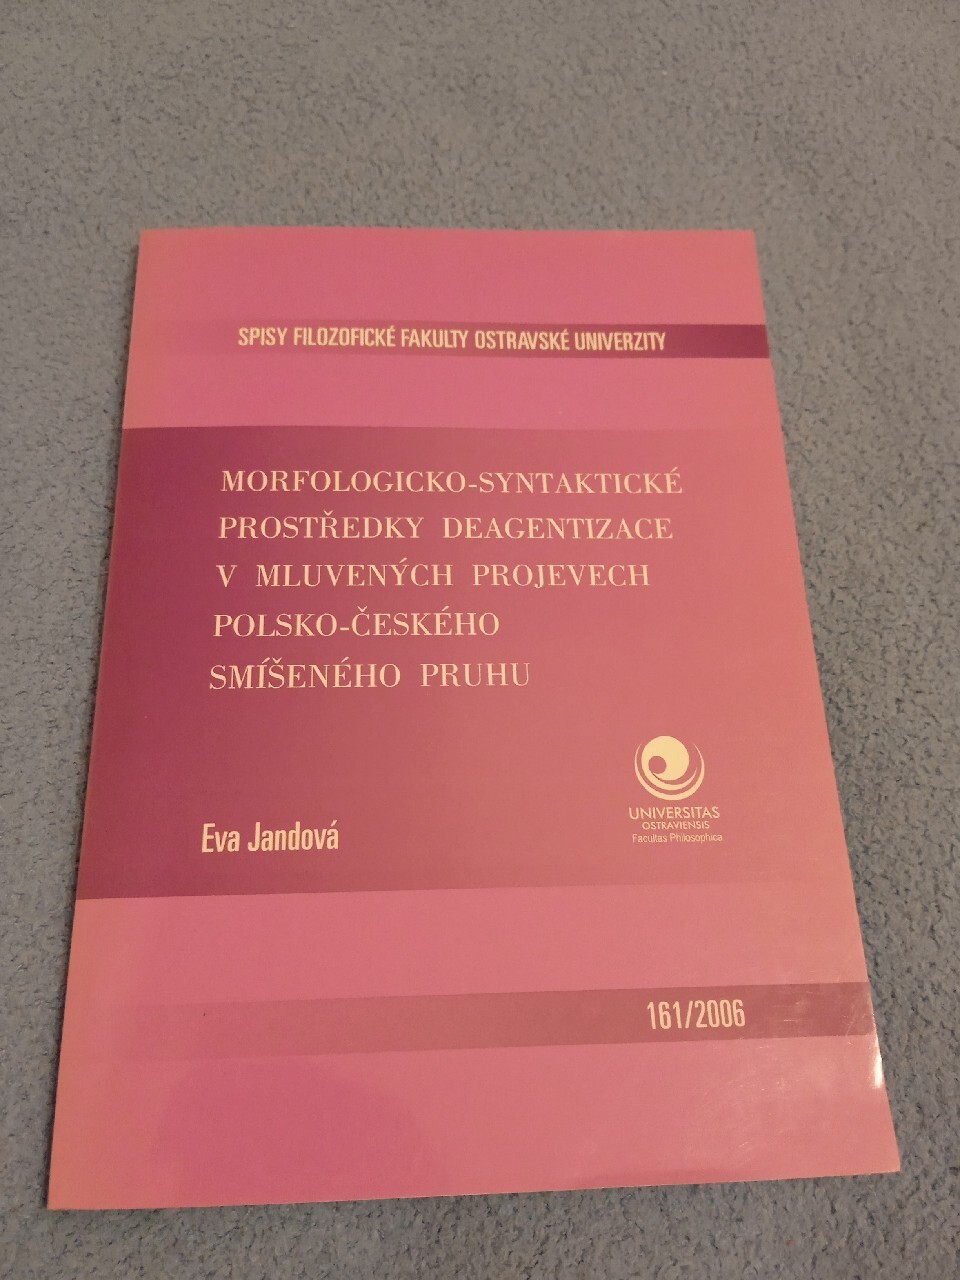 SPISY FILOZOFICKÉ FAKULTY OSTRAVSKÉ UNIVERZITY
MORFOLOGICKO-SYNTAKTICKÉ
PROSTŘEDKY DEAGENTIZACE
V MLUVENÝCH PROJEVECH
POLSKO-ČESKÉHO
SMÍŠENÉHO PRUHU
UNIVERSITAS
OSTRAVIENSIS
Facultas Philosophica
Eva Jandová
161/2006